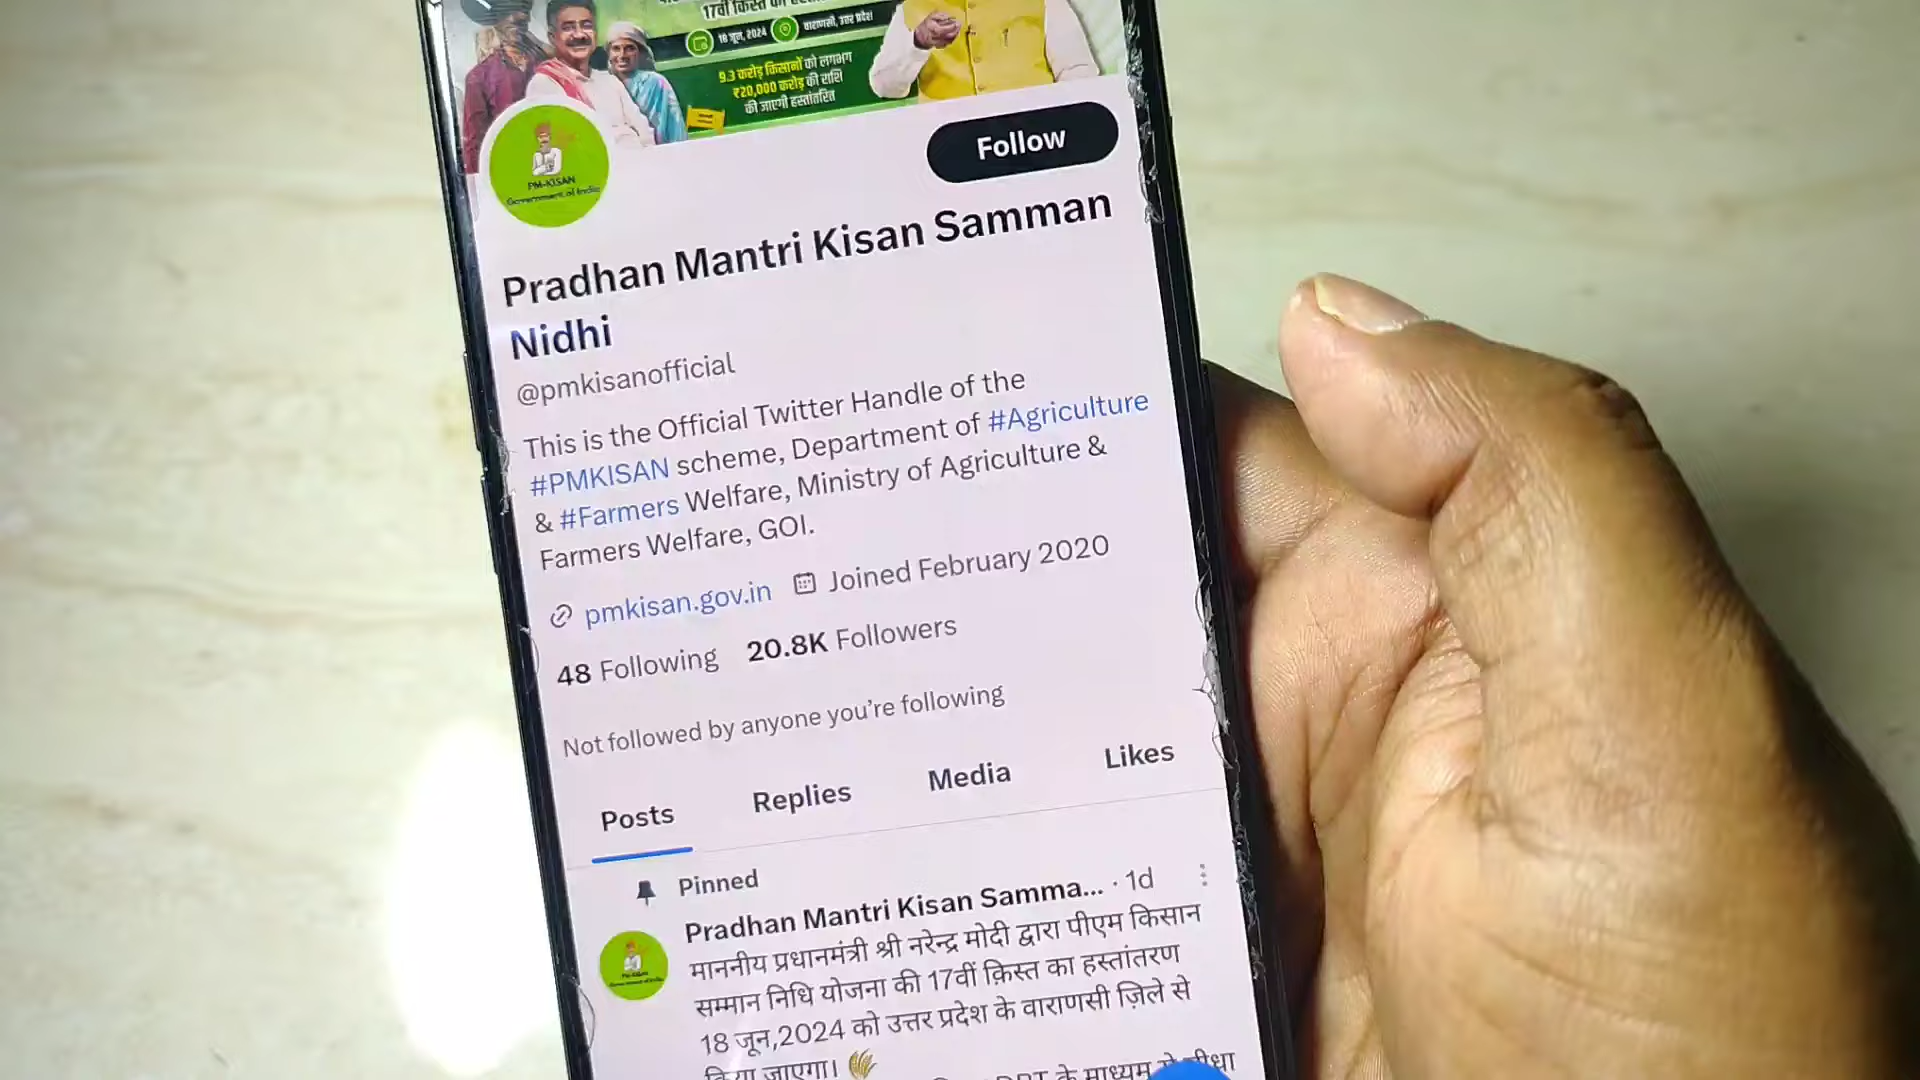 17वीं किस्त का
18 जून, 2024 वाराणसी, उत्तर प्रदेश
9.3 करोड़ किसानों को लगभग
₹20,000 करोड़ की राशि
की जाएगी हस्तांतरित
PM-KISAN
Government of India
Follow
Pradhan Mantri Kisan Samman
Nidhi
@pmkisanofficial
This is the Official Twitter Handle of the
#PMKISAN scheme, Department of #Agriculture
& #Farmers Welfare, Ministry of Agriculture &
Farmers Welfare, GOI.
pmkisan.gov.in Joined February 2020
48 Following 20.8K Followers
Not followed by anyone you're following
Posts Replies Media Likes
Pinned
Pradhan Mantri Kisan Samma... · 1d
माननीय प्रधानमंत्री श्री नरेन्द्र मोदी द्वारा पीएम किसान
सम्मान निधि योजना की 17वीं क़िस्त का हस्तांतरण
18 जून,2024 को उत्तर प्रदेश के वाराणसी ज़िले से
किया जाएगा।
के माध्यम से सीधा